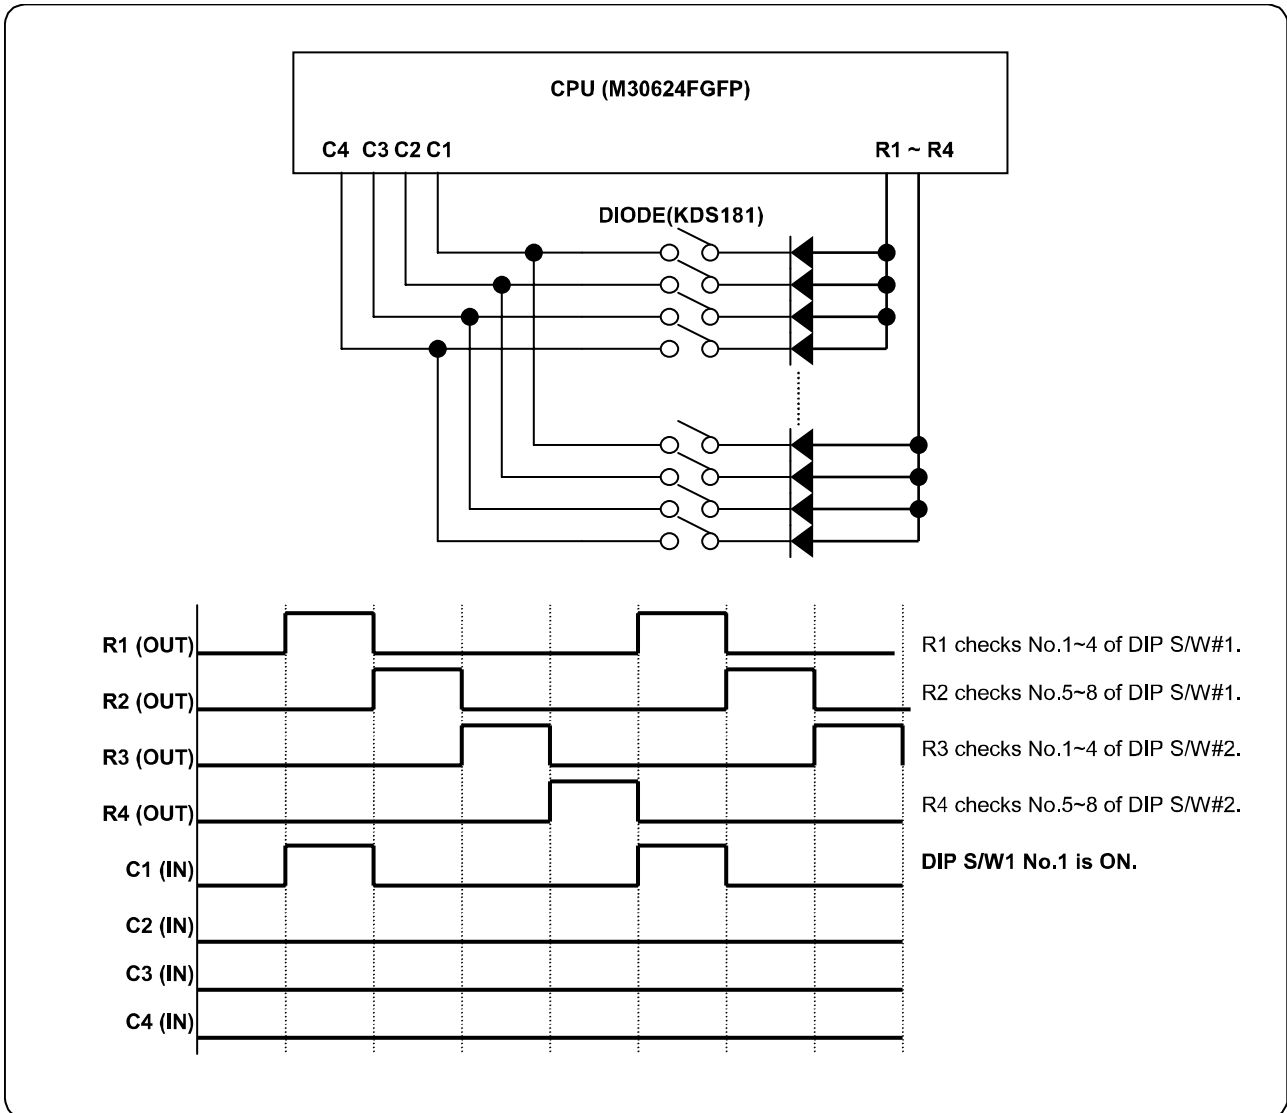 CPU (M30624FGFP)
C4 C3 C2 C1 R1 ~ R4
DIODE(KDS181)
R1 (OUT) R1 checks No.1~4 of DIP S/W#1.
R2 (OUT) R2 checks No.5~8 of DIP S/W#1.
R3 (OUT) R3 checks No.1~4 of DIP S/W#2.
R4 (OUT) R4 checks No.5~8 of DIP S/W#2.
C1 (IN) DIP S/W1 No.1 is ON.
C2 (IN)
C3 (IN)
C4 (IN)